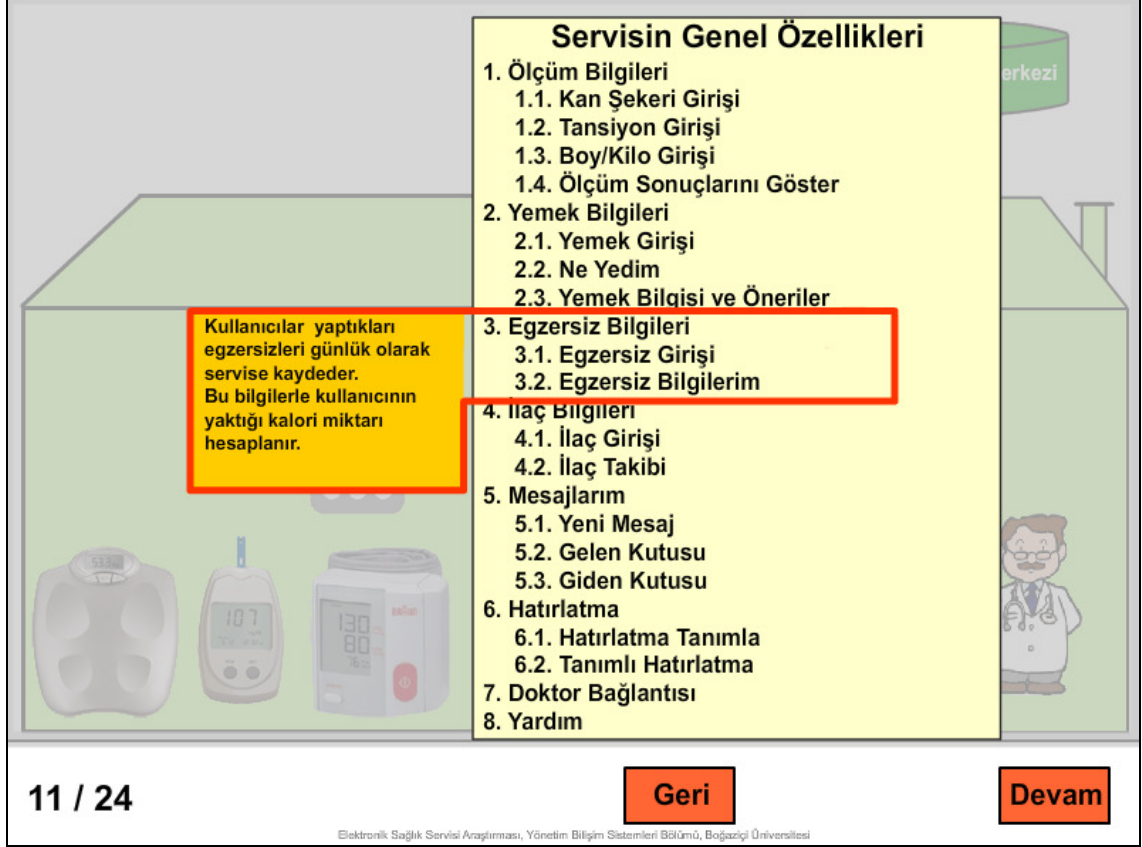 Servisin Genel Özellikleri
1. Ölçüm Bilgileri
1.1. Kan Şekeri Girişi
1.2. Tansiyon Girişi
1.3. Boy/Kilo Girişi
1.4. Ölçüm Sonuçlarını Göster
2. Yemek Bilgileri
2.1. Yemek Girişi
2.2. Ne Yedim
2.3. Yemek Bilgisi ve Öneriler
3. Egzersiz Bilgileri
3.1. Egzersiz Girişi
3.2. Egzersiz Bilgilerim
4. İlaç Bilgileri
4.1. İlaç Girişi
4.2. İlaç Takibi
5. Mesajlarım
5.1. Yeni Mesaj
5.2. Gelen Kutusu
5.3. Giden Kutusu
6. Hatırlatma
6.1. Hatırlatma Tanımla
6.2. Tanımlı Hatırlatma
7. Doktor Bağlantısı
8. Yardım
erkezi
Kullanıcılar yaptıkları
egzersizleri günlük olarak
servise kaydeder.
Bu bilgilerle kullanıcının
yaktığı kalori miktarı
hesaplanır.
107
130
80
11 / 24
Geri
Devam
Elektronik Sağlık Servisi Araştırması, Yönetim Bilişim Sistemleri Bölümü, Boğaziçi Üniversitesi